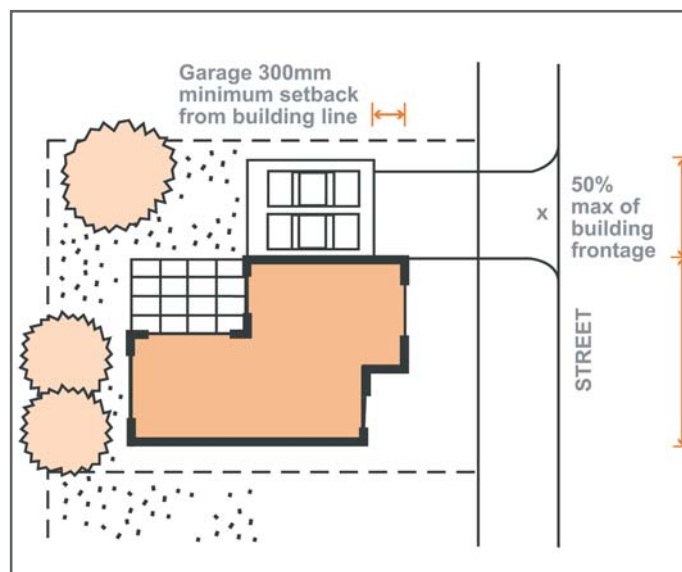 Garage 300mm
minimum setback
from building line
50%
x
max of
building
frontage
STREET